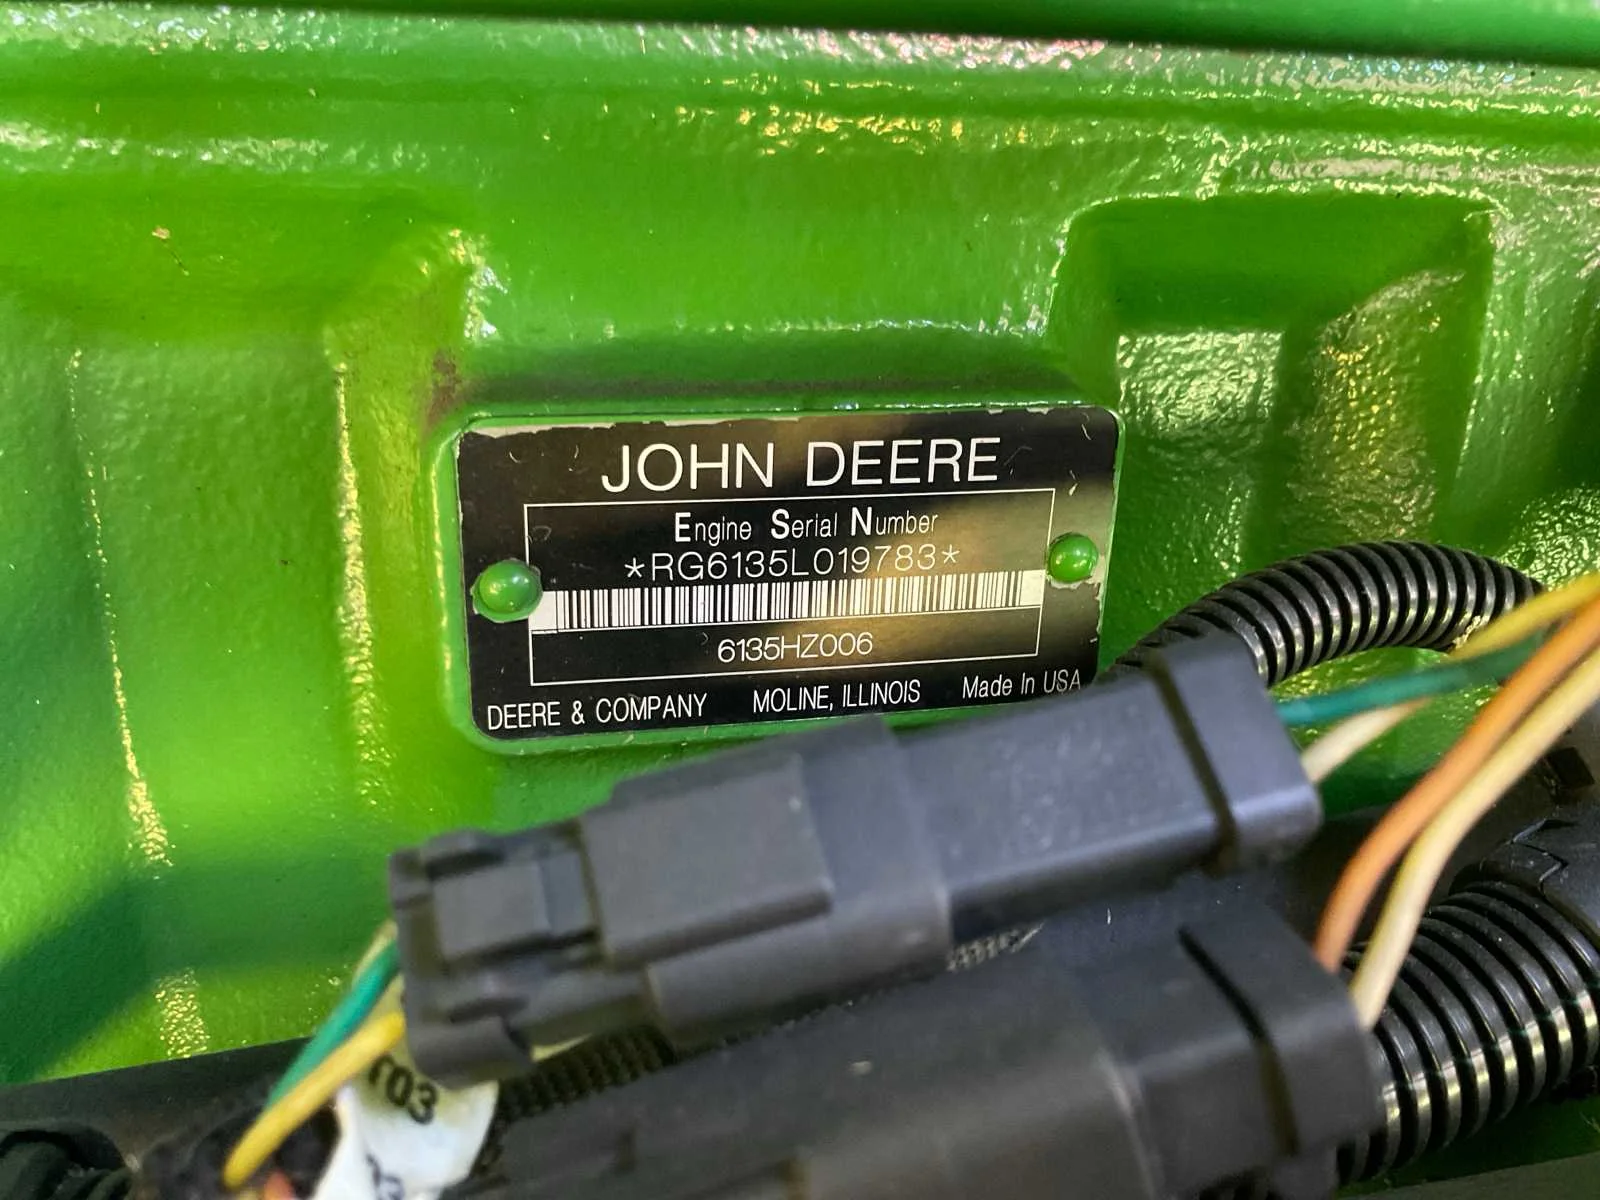 JOHN DEERE
Engine Serial Number
*RG6135L019783*
6135HZ006
DEERE & COMPANY MOLINE, ILLINOIS Made In USA